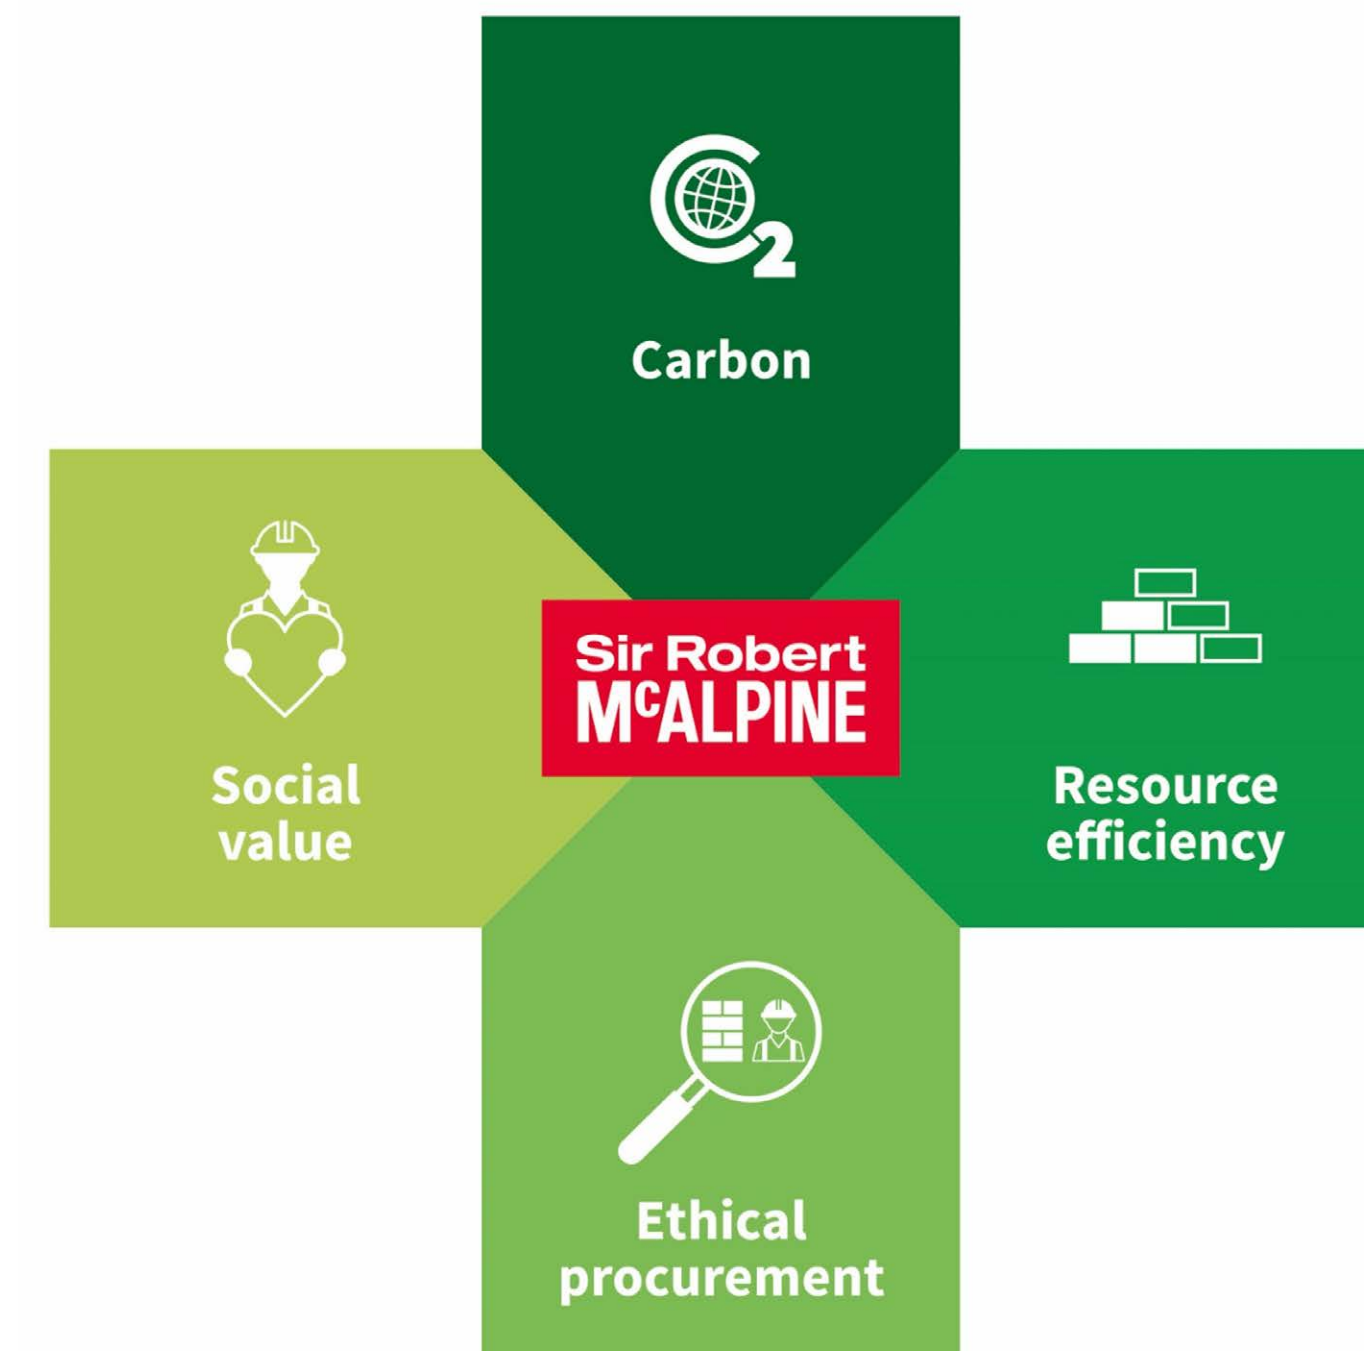 Carbon
Social
value
Sir Robert
McALPINE
Resource
efficiency
Ethical
procurement